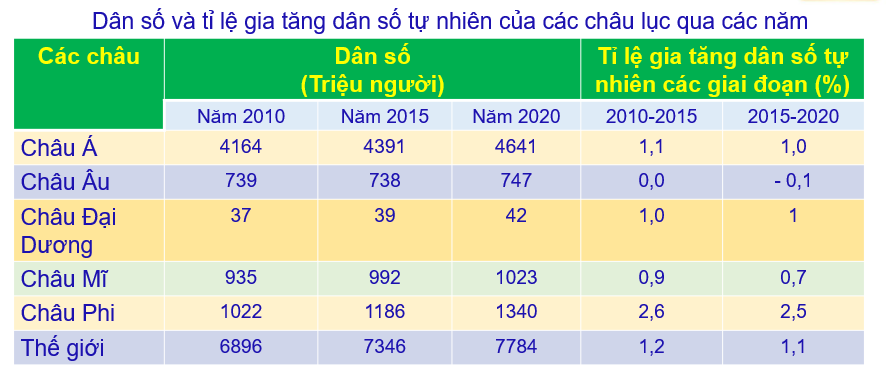 Dân số và tỉ lệ gia tăng dân số tự nhiên của các châu lục qua các năm
Các châu Dân số Tỉ lệ gia tăng dân số tự
(Triệu người) nhiên các giai đoạn (%)
Năm 2010 Năm 2015 Năm 2020 2010-2015 2015-2020
Châu Á 4164 4391 4641 1,1 1,0
Châu Âu 739 738 747 0,0 - 0,1
Châu Đại 37 39 42 1,0 1
Dương
Châu Mĩ 935 992 1023 0,9 0,7
Châu Phi 1022 1186 1340 2,6 2,5
Thế giới 6896 7346 7784 1,2 1,1